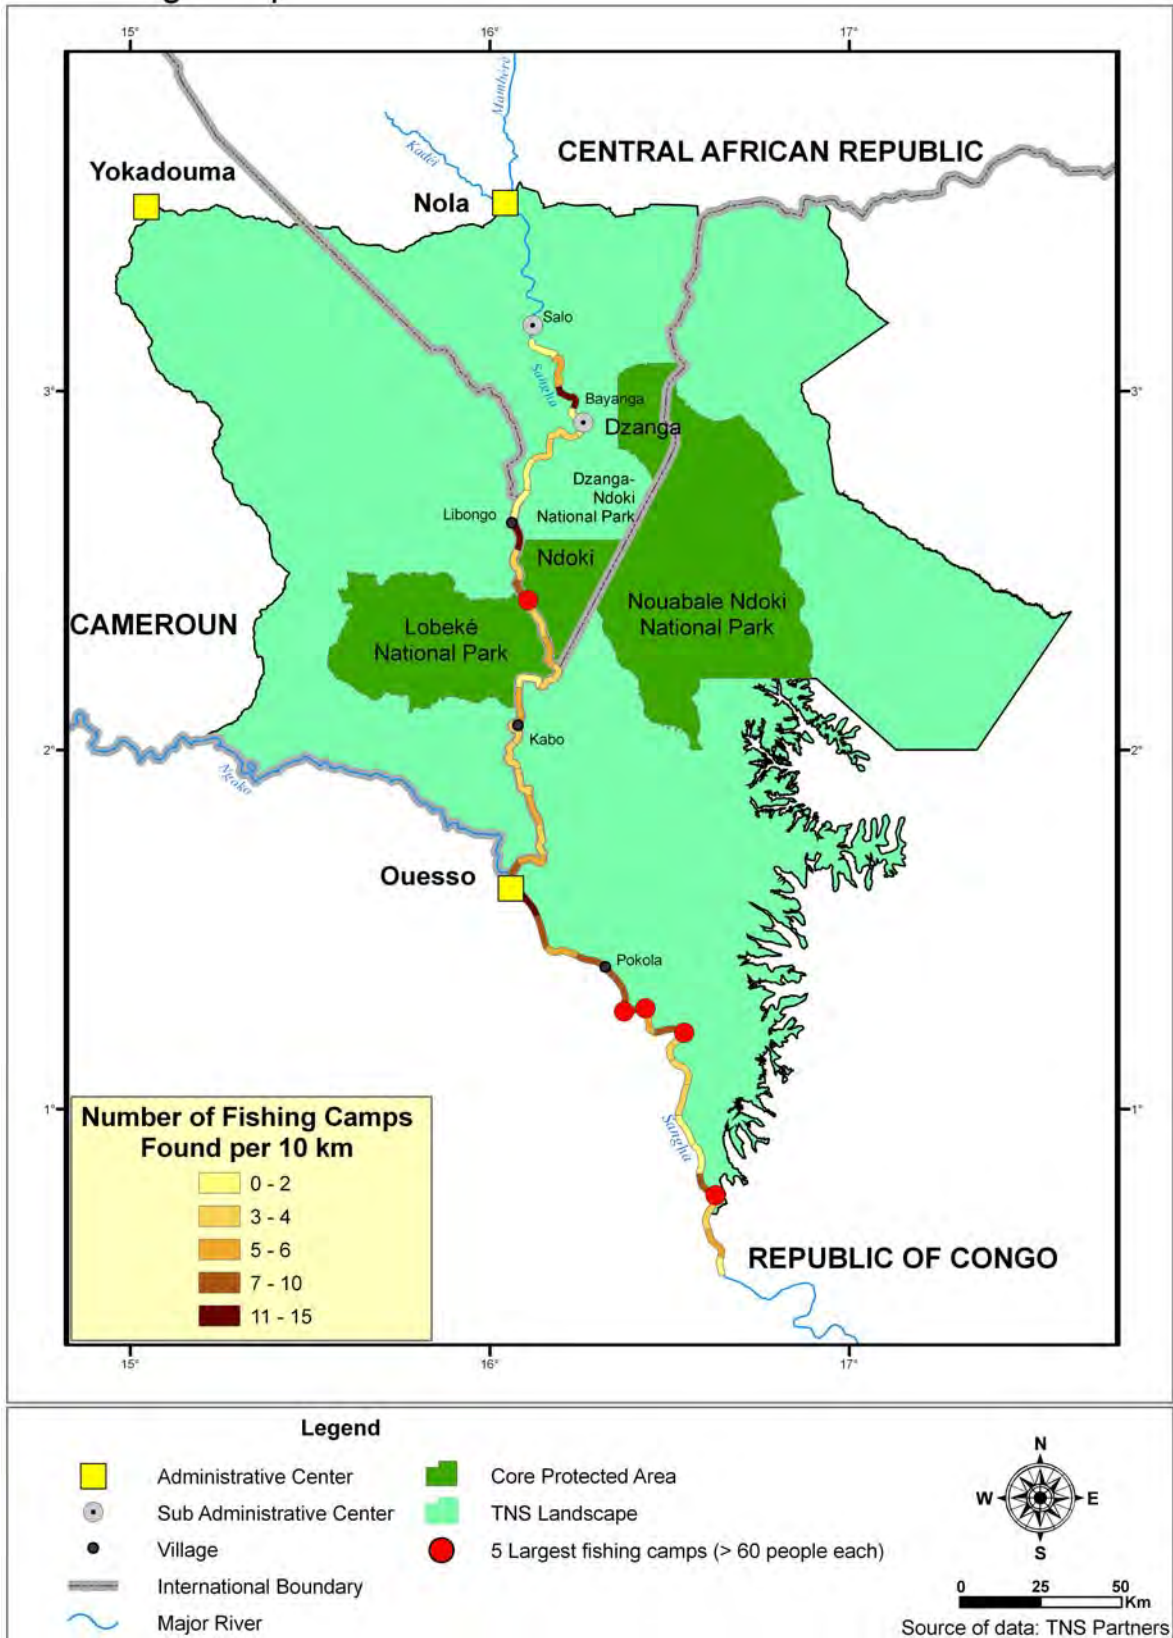 15°
16°
17°
Mambéré
Kadéi
CENTRAL AFRICAN REPUBLIC
Yokadouma
Nola
Salo
Sangha
3°
3°
Bayanga
Dzanga
Dzanga-
Ndoki
National Park
Libongo
Ndoki
Nouabale Ndoki
National Park
CAMEROUN
Lobeké
National Park
2°
2°
Kabo
Ngoko
Ouesso
Pokola
1°
1°
Number of Fishing Camps
Found per 10 km
0 - 2
3 - 4
5 - 6
7 - 10
11 - 15
Sangha
REPUBLIC OF CONGO
15°
16°
17°
Legend
Administrative Center
Sub Administrative Center
Village
International Boundary
Major River
Core Protected Area
TNS Landscape
5 Largest fishing camps (> 60 people each)
N
W
E
S
0 25 50
Km
Source of data: TNS Partners